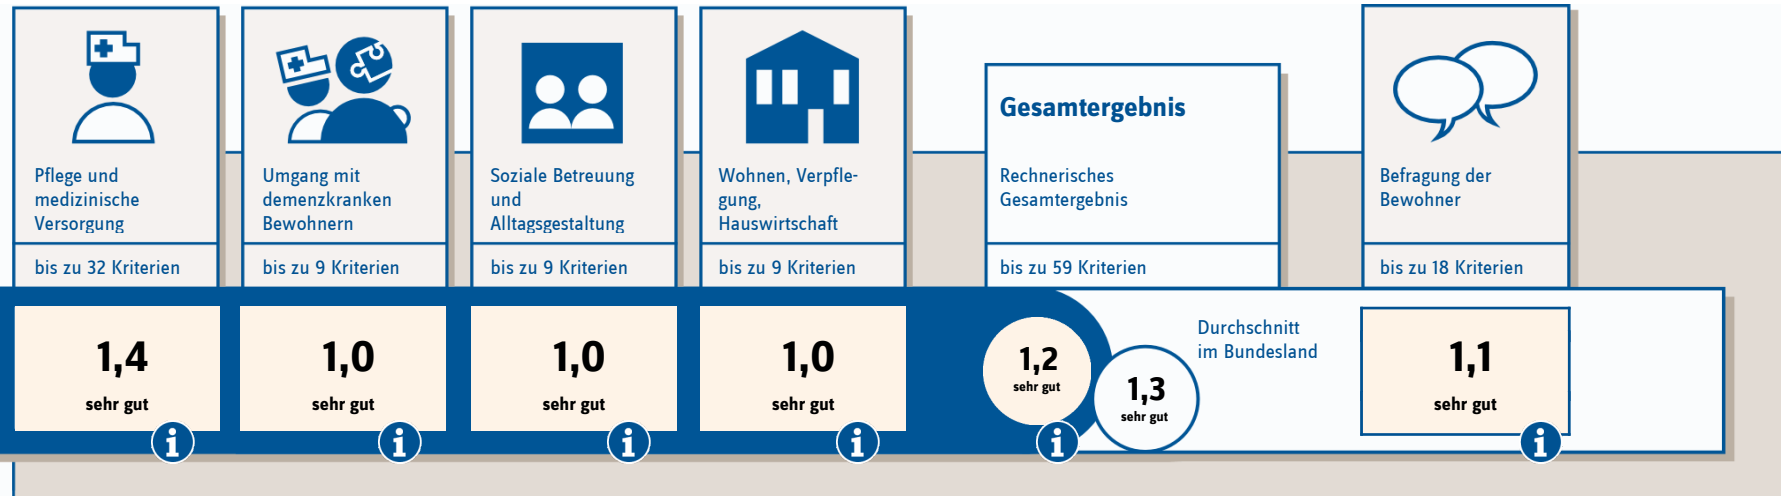 Pflege und
medizinische
Versorgung
bis zu 32 Kriterien
1,4
sehr gut
i
Umgang mit
demenzkranken
Bewohnern
bis zu 9 Kriterien
1,0
sehr gut
i
Soziale Betreuung
und
Alltagsgestaltung
bis zu 9 Kriterien
1,0
sehr gut
i
Wohnen, Verpfle-
gung,
Hauswirtschaft
bis zu 9 Kriterien
1,0
sehr gut
i
Gesamtergebnis
Rechnerisches
Gesamtergebnis
bis zu 59 Kriterien
1,2
sehr gut
i
1,3
sehr gut
Durchschnitt
im Bundesland
Befragung der
Bewohner
bis zu 18 Kriterien
1,1
sehr gut
i